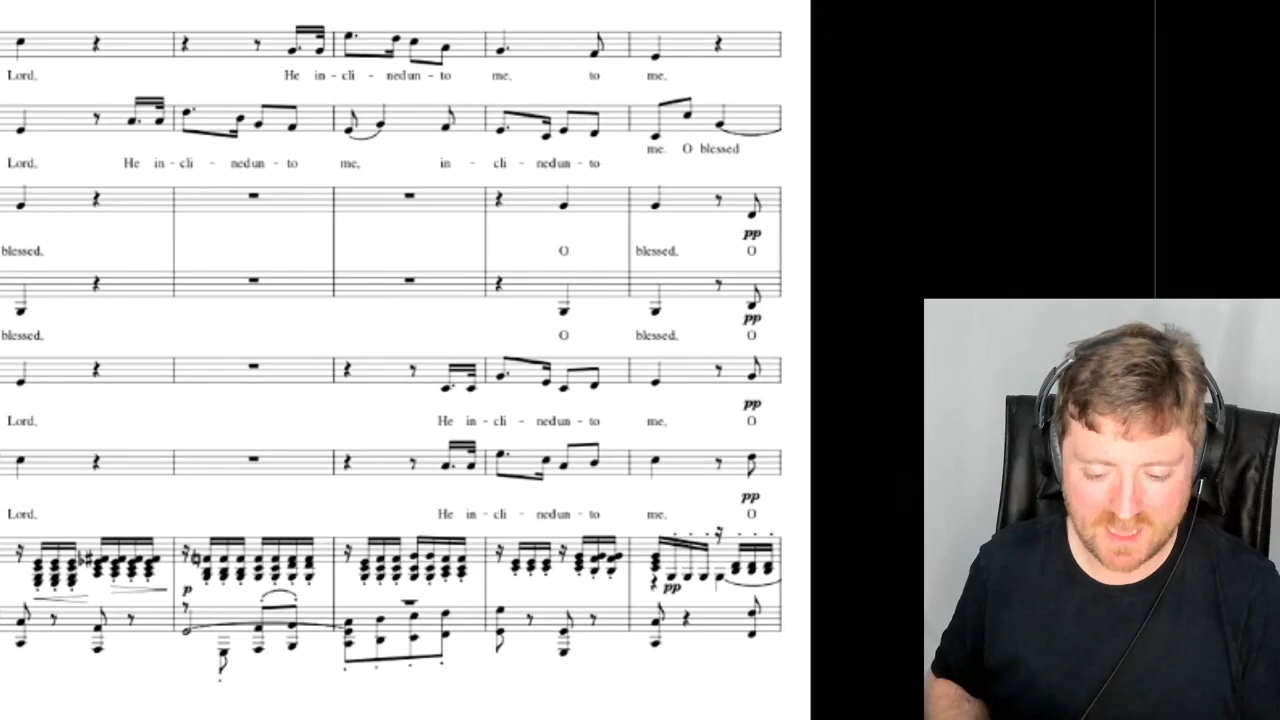 Lord. He in - cli - ned un - to me, to me,
Lord. He in - cli - ned un - to me, in - cli - ned un - to me. O blessed
pp
blessed. O blessed, O
pp
blessed. O blessed, O
pp
Lord. He in - cli - ned un - to me, O
pp
Lord. He in - cli - ned un - to me, O
p pp